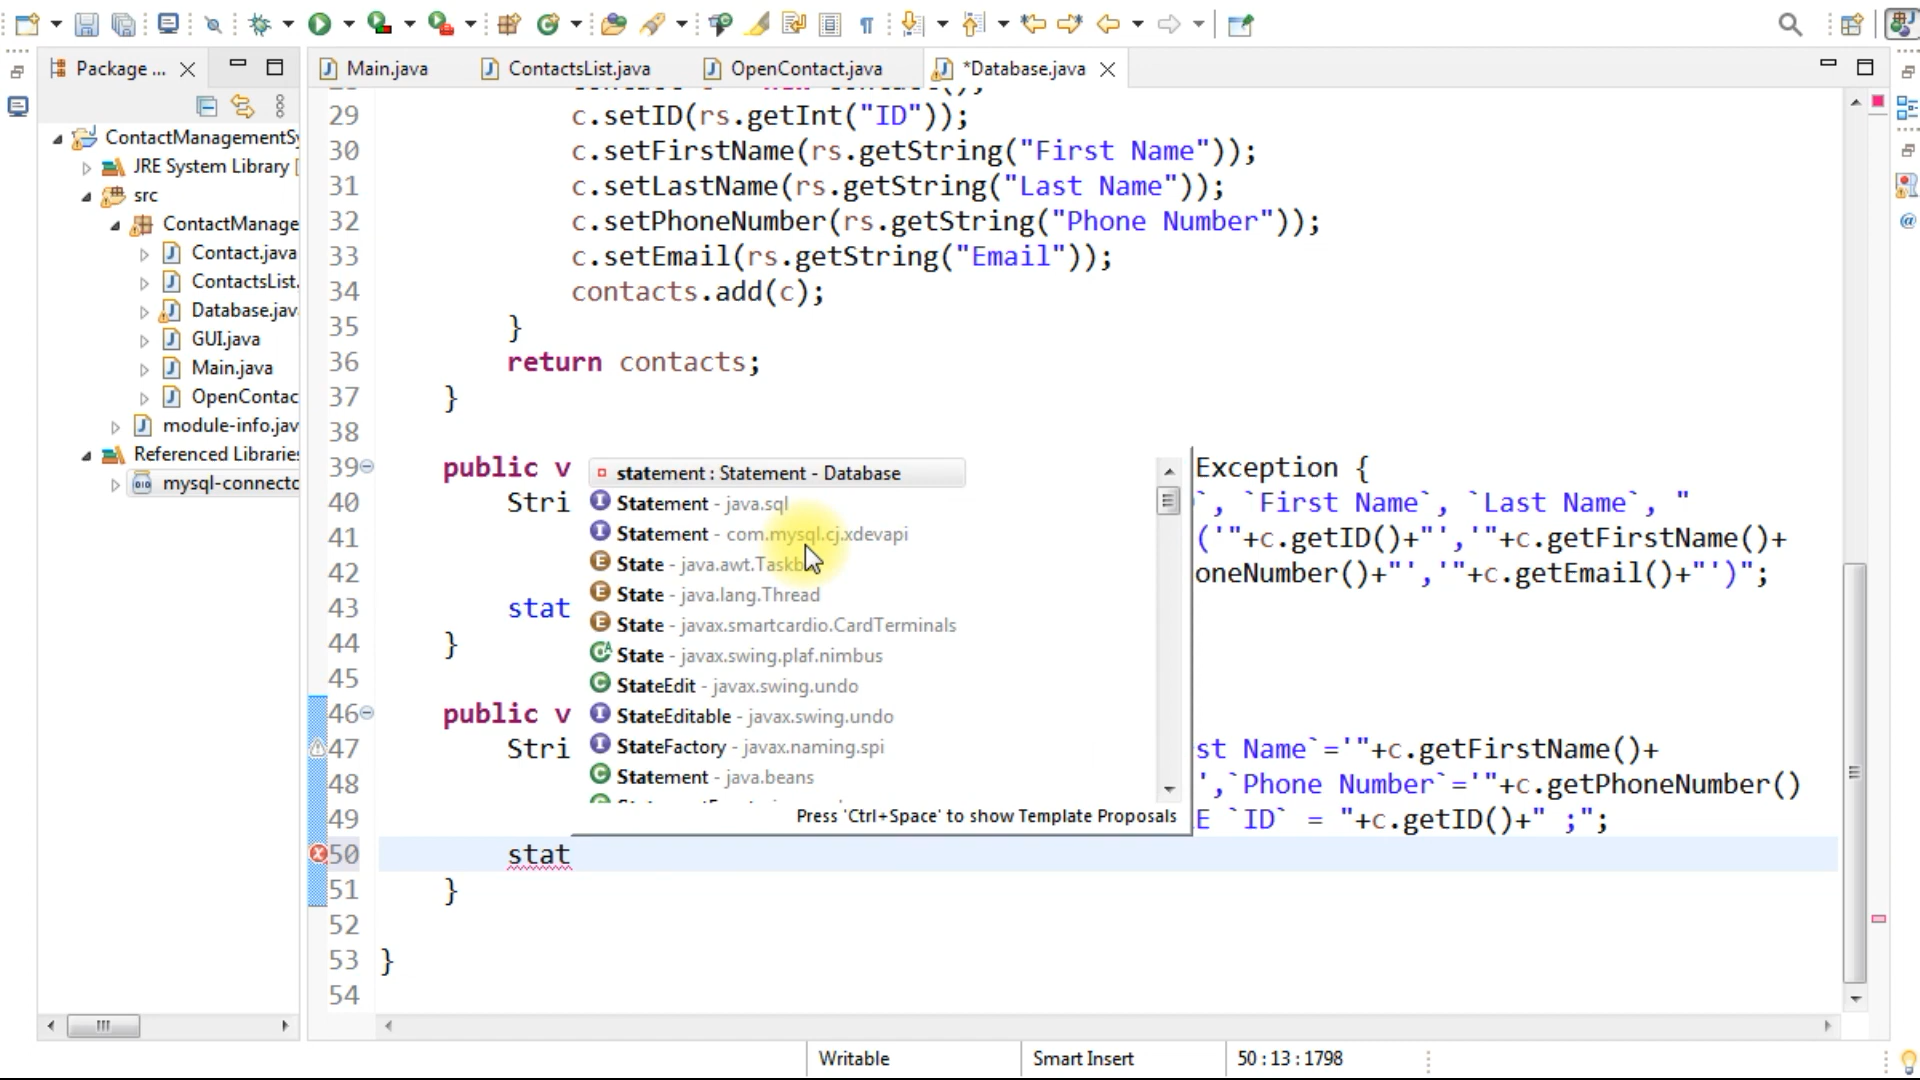 Package ...
Main.java
ContactsList.java
OpenContact.java
*Database.java
ContactManagementSy
JRE System Library [
src
ContactManage
Contact.java
ContactsList.
Database.jav
GUI.java
Main.java
OpenContac
module-info.jav
Referenced Libraries
mysql-connecto
29 c.setID(rs.getInt("ID"));
30 c.setFirstName(rs.getString("First Name"));
31 c.setLastName(rs.getString("Last Name"));
32 c.setPhoneNumber(rs.getString("Phone Number"));
33 c.setEmail(rs.getString("Email"));
34 contacts.add(c);
35 }
36 return contacts;
37 }
38
39 public v Exception {
40 Stri `, `First Name`, `Last Name`, "
41 ('"+c.getID()+"','"+c.getFirstName()+
42 oneNumber()+"','"+c.getEmail()+"')";
43 stat
44 }
45
46 public v
47 Stri st Name`='"+c.getFirstName()+
48 ',`Phone Number`='"+c.getPhoneNumber()
49 E `ID` = "+c.getID()+" ;";
50 stat
51 }
52
53 }
54
statement : Statement - Database
Statement - java.sql
Statement - com.mysql.cj.xdevapi
State - java.awt.Taskb
State - java.lang.Thread
State - javax.smartcardio.CardTerminals
State - javax.swing.plaf.nimbus
StateEdit - javax.swing.undo
StateEditable - javax.swing.undo
StateFactory - javax.naming.spi
Statement - java.beans
Press 'Ctrl+Space' to show Template Proposals
Writable
Smart Insert
50 : 13 : 1798